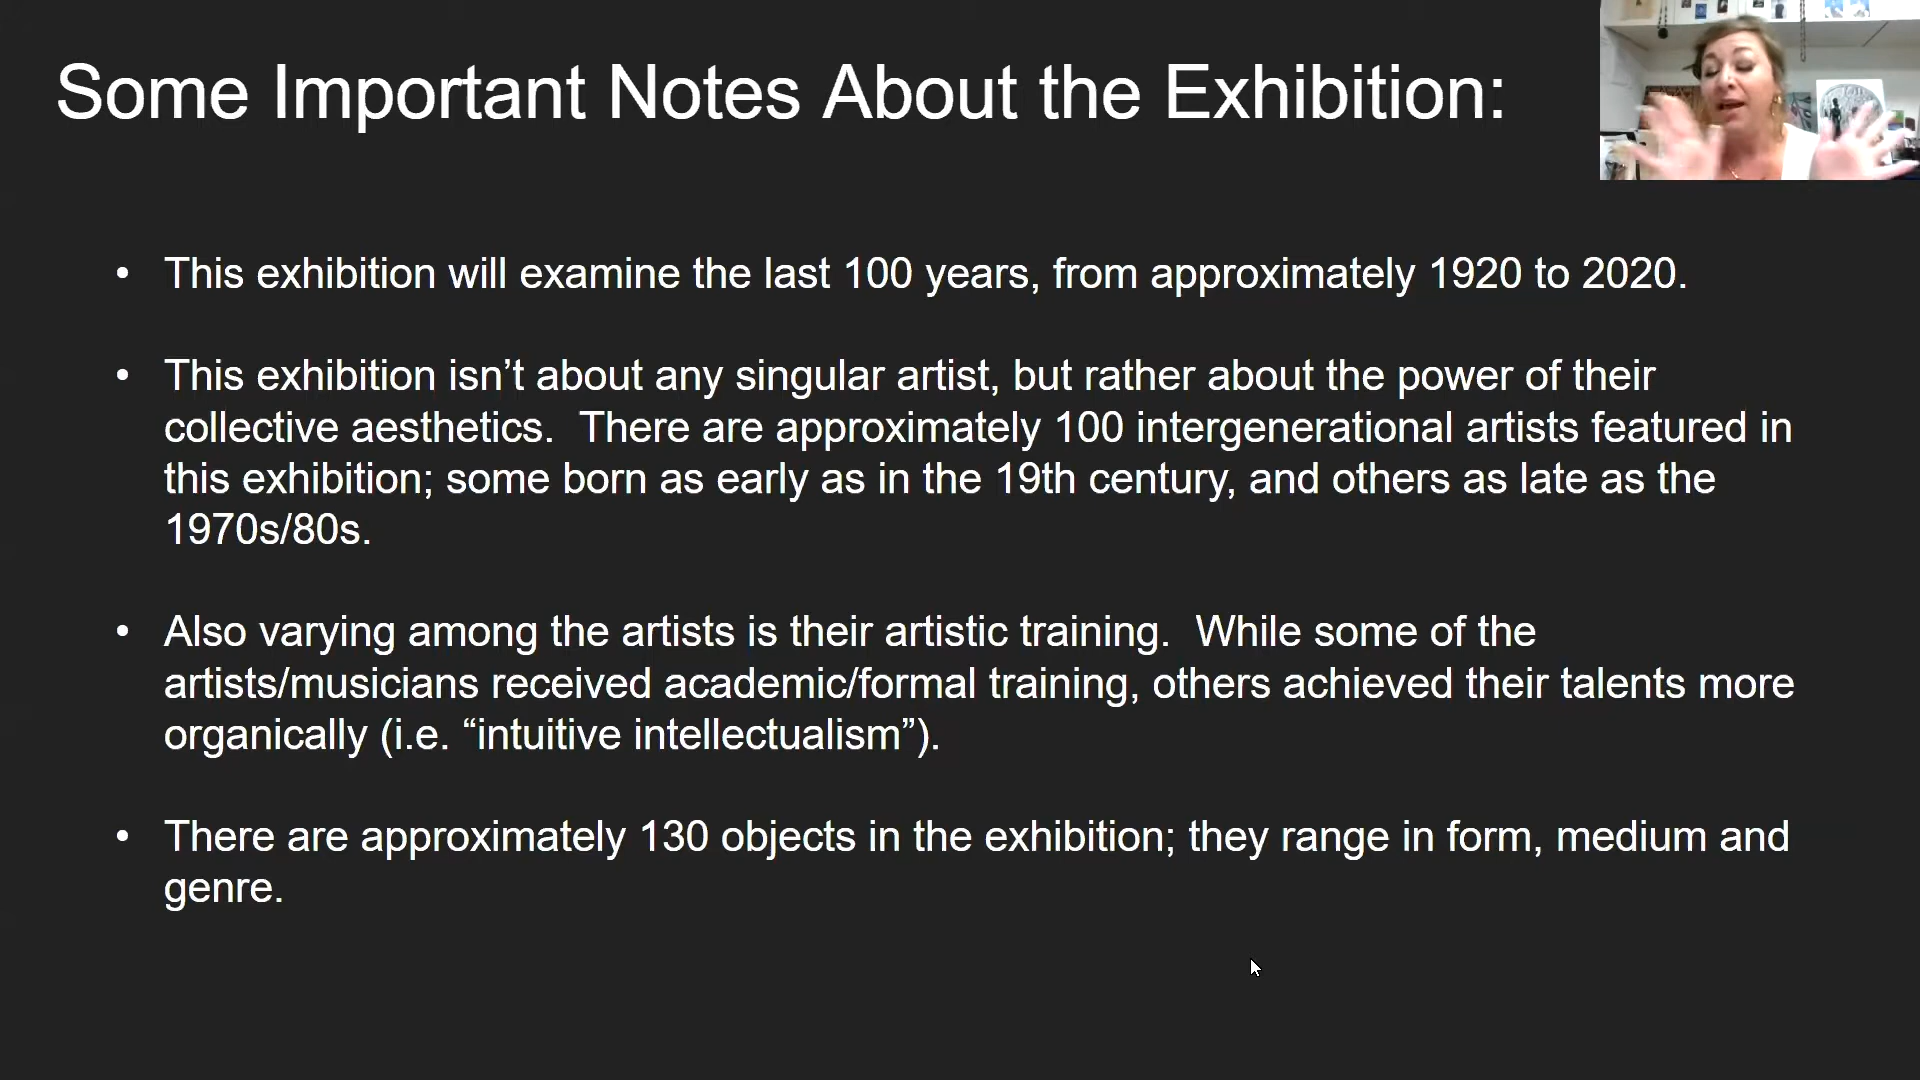 Some Important Notes About the Exhibition:
• This exhibition will examine the last 100 years, from approximately 1920 to 2020.
• This exhibition isn’t about any singular artist, but rather about the power of their
collective aesthetics.  There are approximately 100 intergenerational artists featured in
this exhibition; some born as early as in the 19th century, and others as late as the
1970s/80s.
• Also varying among the artists is their artistic training.  While some of the
artists/musicians received academic/formal training, others achieved their talents more
organically (i.e. “intuitive intellectualism”).
• There are approximately 130 objects in the exhibition; they range in form, medium and
genre.